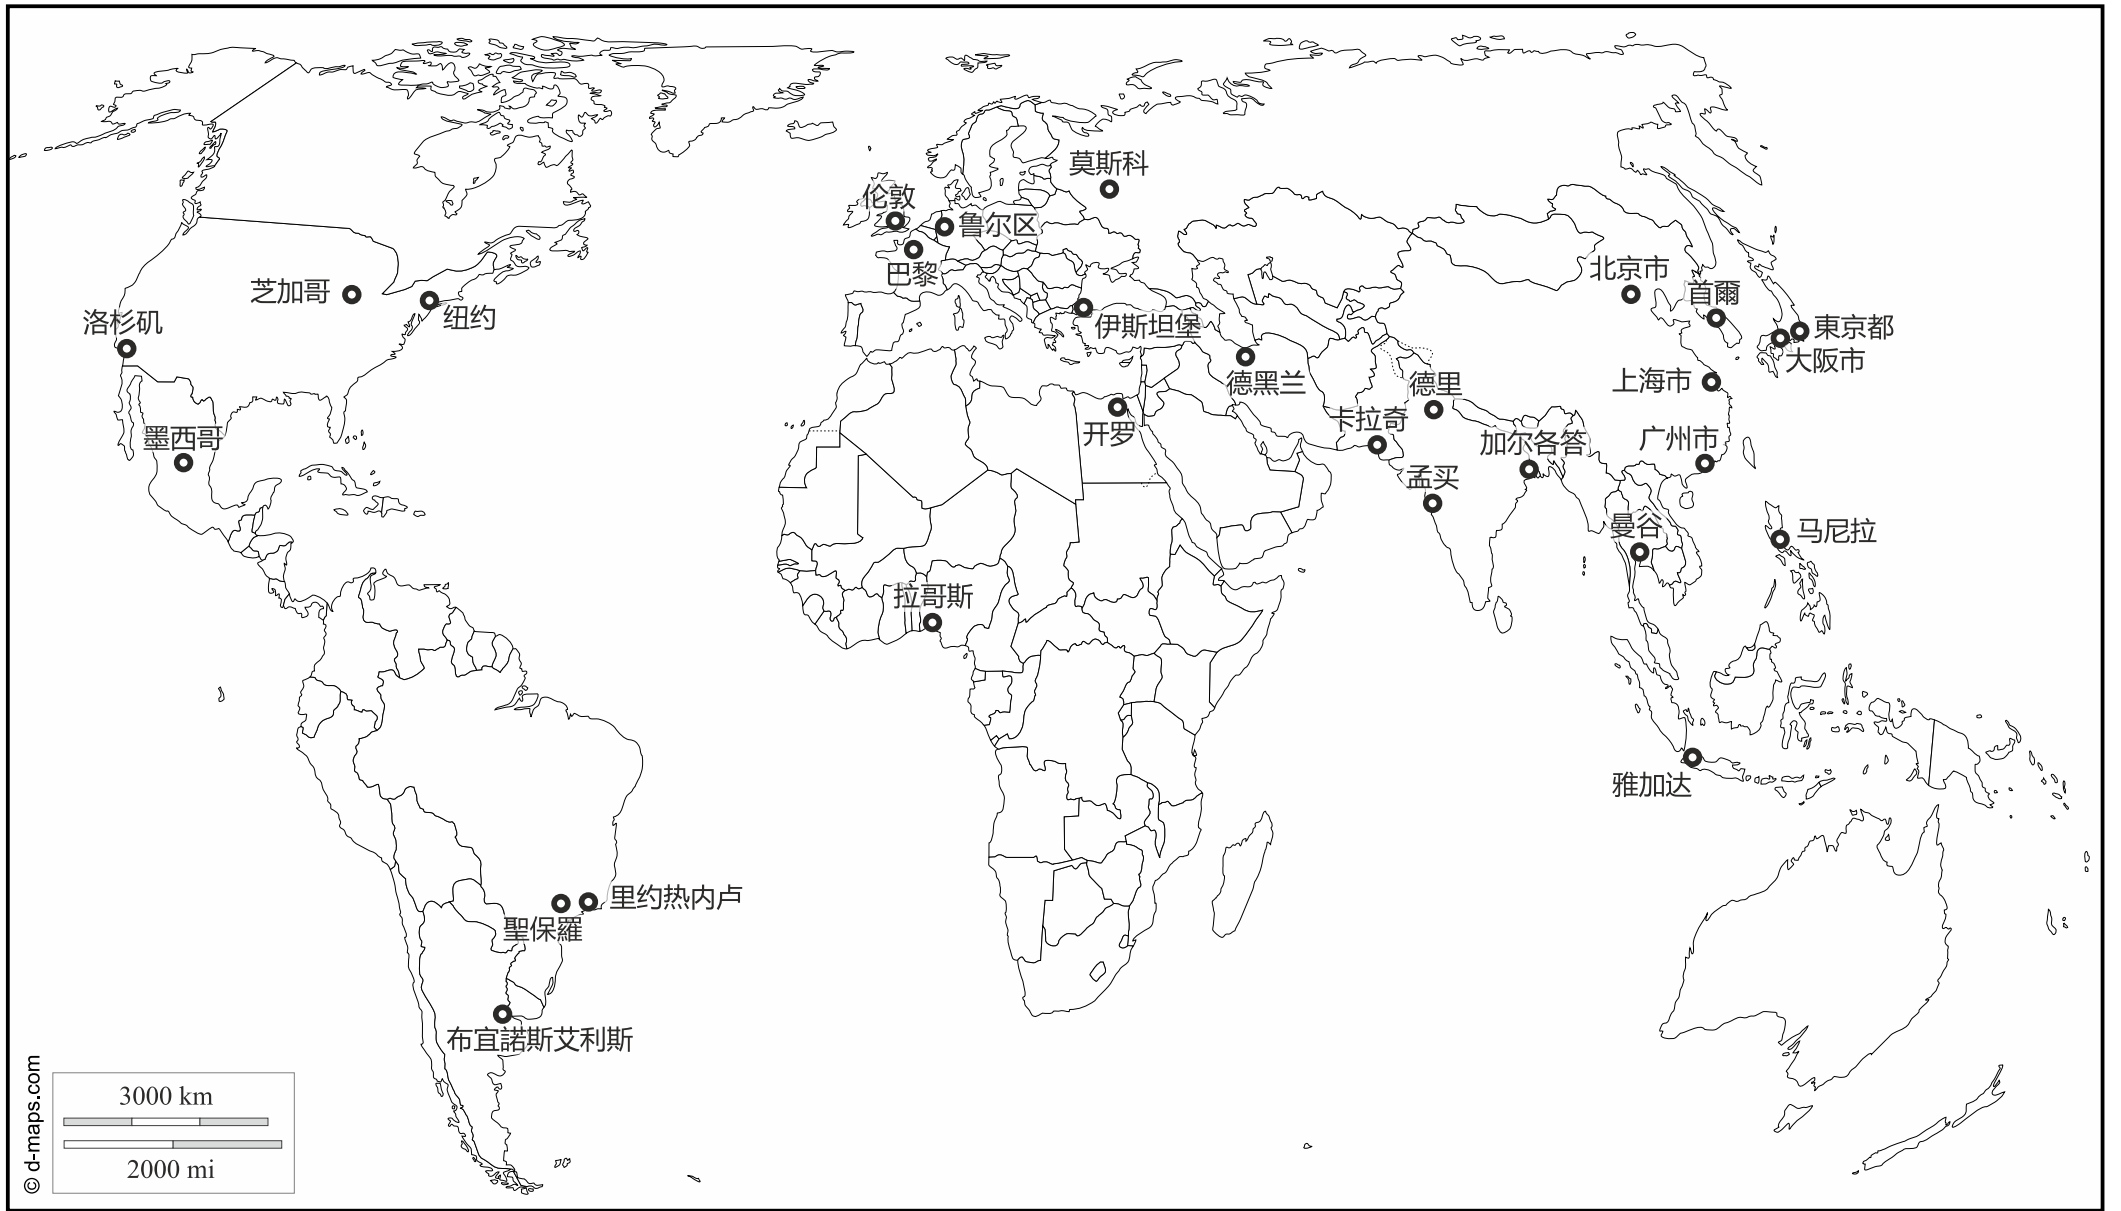 莫斯科
伦敦
鲁尔区
巴黎
北京市
芝加哥
首爾
纽约
洛杉矶
伊斯坦堡
東京都
大阪市
德黑兰
德里
上海市
卡拉奇
开罗
墨西哥
加尔各答
广州市
孟买
曼谷
马尼拉
拉哥斯
雅加达
里约热内卢
聖保羅
布宜諾斯艾利斯
3000 km
2000 mi
© d-maps.com